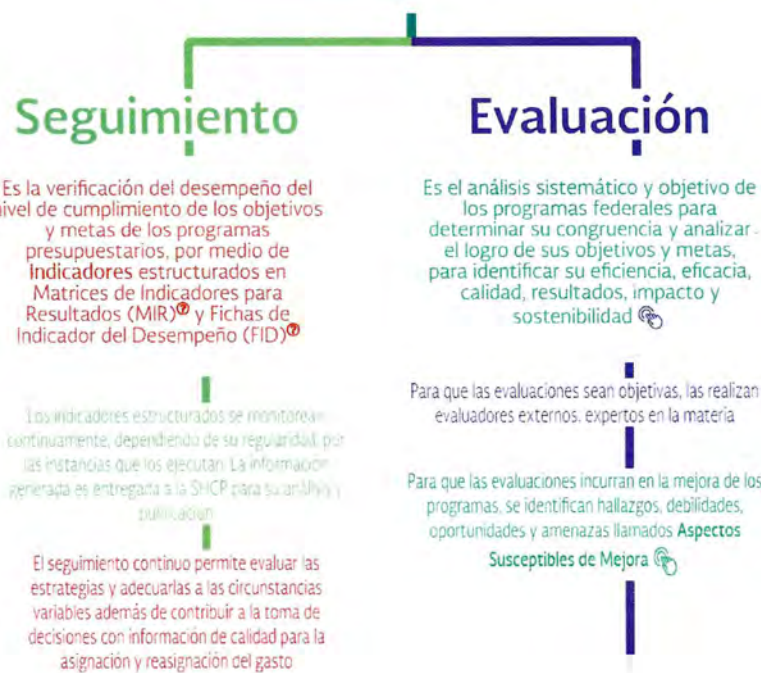 Seguimiento
Es la verificación del desempeño del
nivel de cumplimiento de los objetivos
y metas de los programas
presupuestarios, por medio de
Indicadores estructurados en
Matrices de Indicadores para
Resultados (MIR)? y Fichas de
Indicador del Desempeño (FID)?
Los indicadores estructurados se monitorean
continuamente, dependiendo de su regularidad, por
las instancias que los ejecutan. La información
generada es entregada a la SHCP para su análisis y
publicación
El seguimiento continuo permite evaluar las
estrategias y adecuarlas a las circunstancias
variables además de contribuir a la toma de
decisiones con información de calidad para la
asignación y reasignación del gasto
Evaluación
Es el análisis sistemático y objetivo de
los programas federales para
determinar su congruencia y analizar
el logro de sus objetivos y metas,
para identificar su eficiencia, eficacia,
calidad, resultados, impacto y
sostenibilidad
Para que las evaluaciones sean objetivas, las realizan
evaluadores externos, expertos en la materia
Para que las evaluaciones incurran en la mejora de los
programas, se identifican hallazgos, debilidades,
oportunidades y amenazas llamados Aspectos
Susceptibles de Mejora